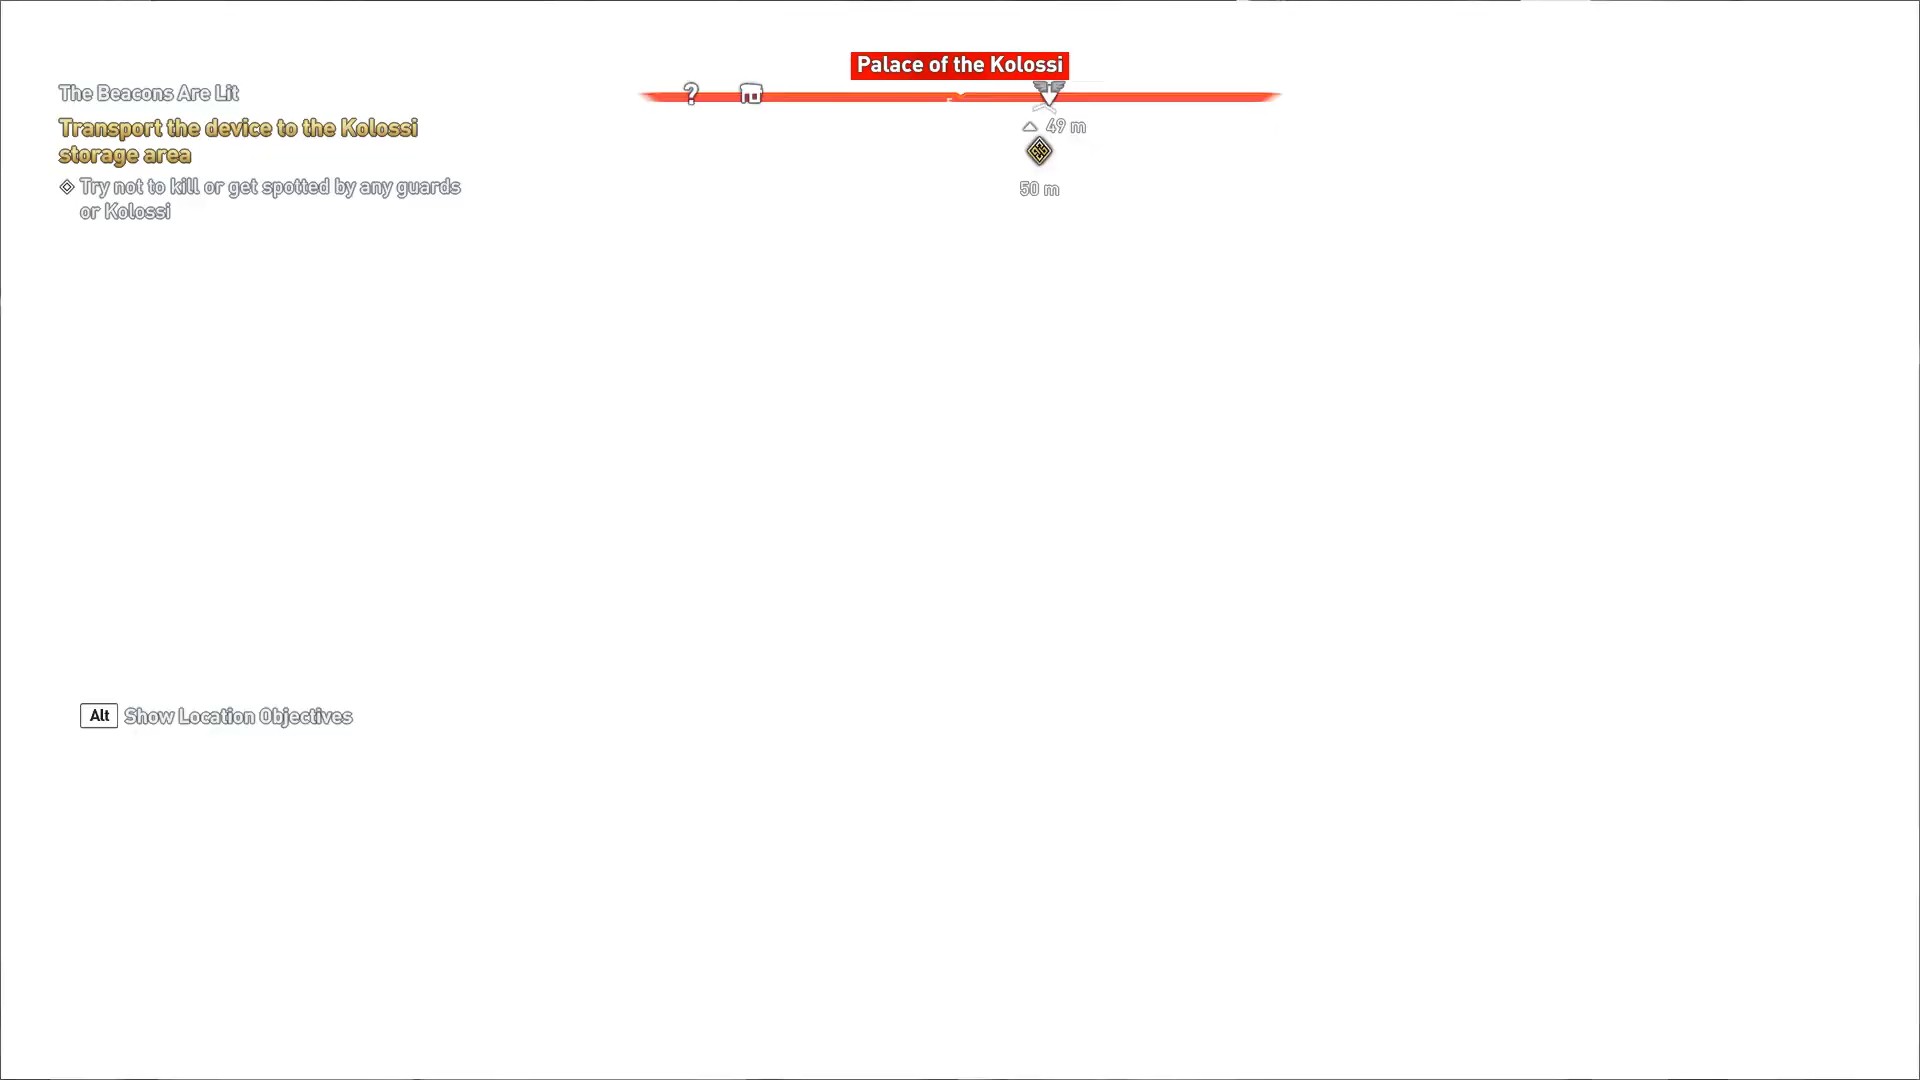 Palace of the Kolossi
The Beacons Are Lit
Transport the device to the Kolossi
storage area
Try not to kill or get spotted by any guards
or Kolossi
?
49 m
50 m
Alt Show Location Objectives